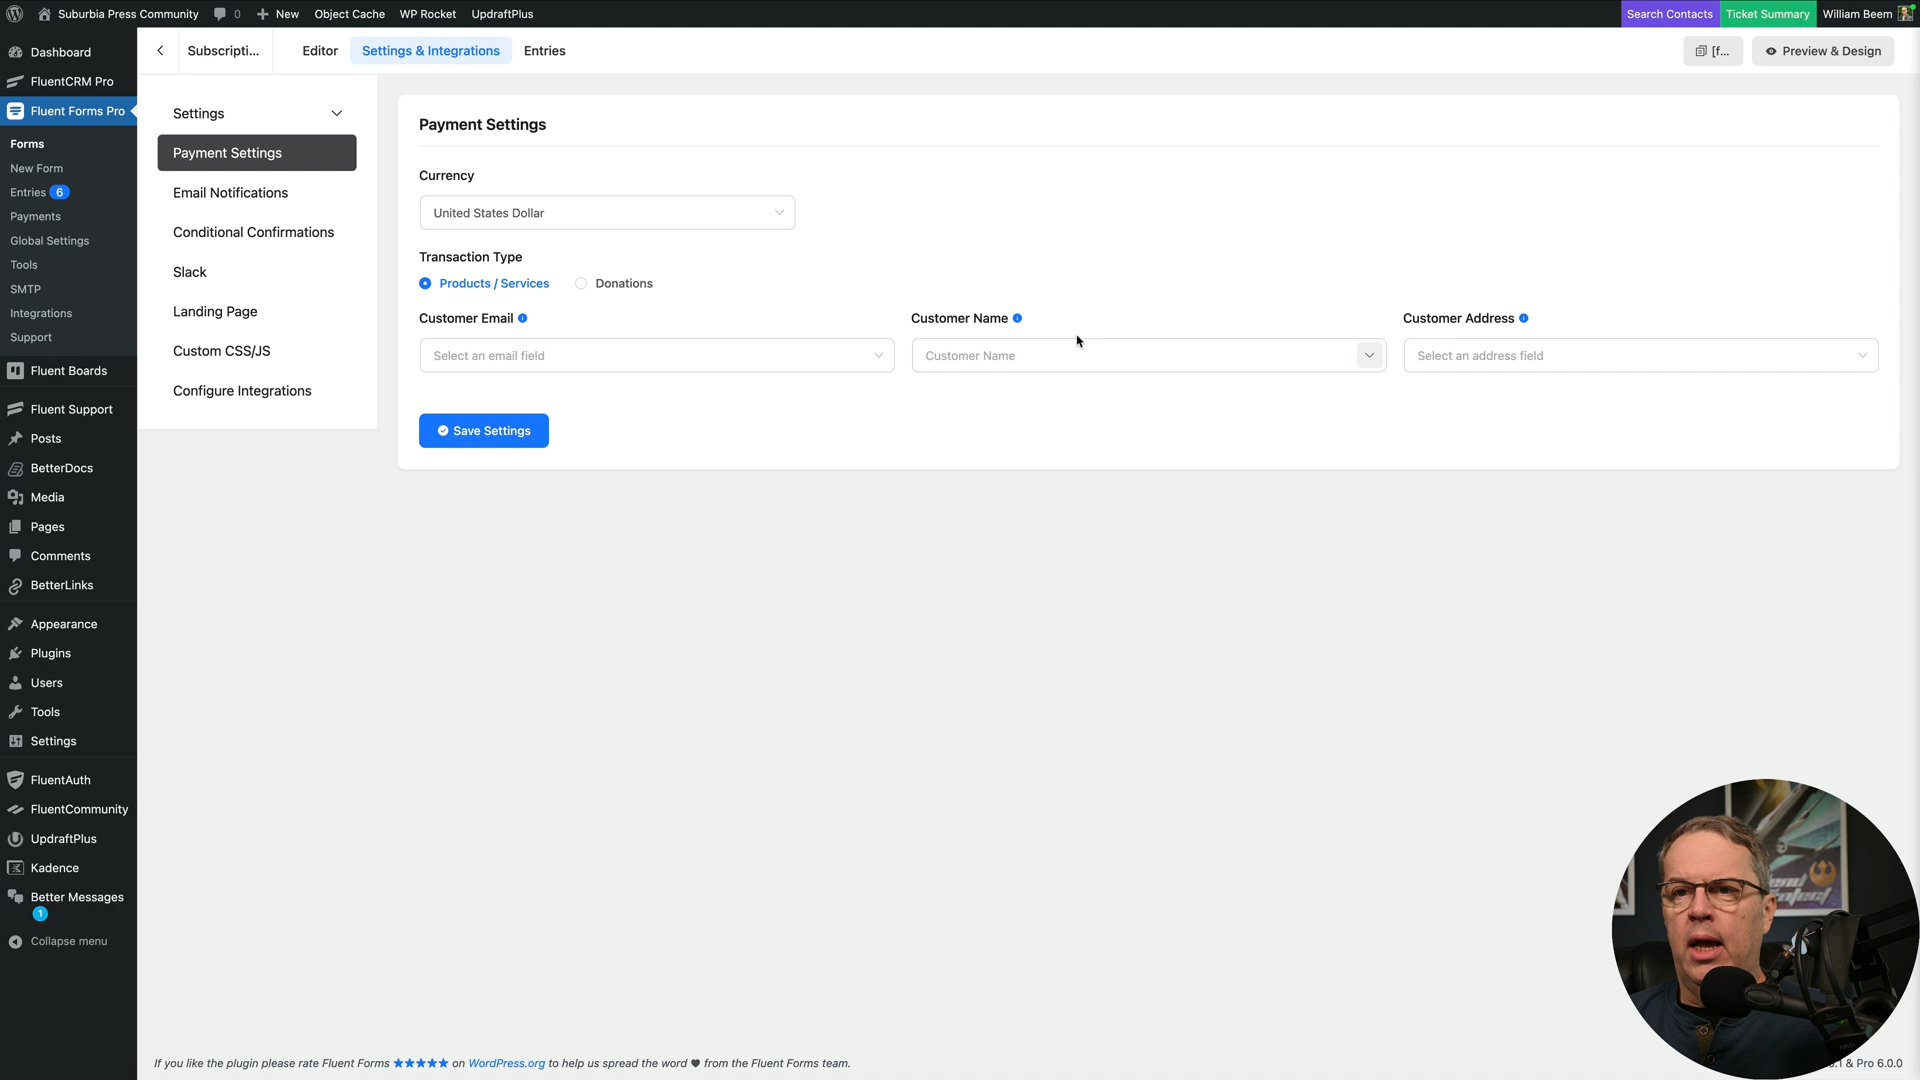 Suburbia Press Community
0
New
Object Cache
WP Rocket
UpdraftPlus
Search Contacts
Ticket Summary
William Beem
Dashboard
FluentCRM Pro
Fluent Forms Pro
Forms
New Form
Entries 6
Payments
Global Settings
Tools
SMTP
Integrations
Support
Fluent Boards
Fluent Support
Posts
BetterDocs
Media
Pages
Comments
BetterLinks
Appearance
Plugins
Users
Tools
Settings
FluentAuth
FluentCommunity
UpdraftPlus
Kadence
Better Messages
1
Collapse menu
Subscripti...
Editor
Settings & Integrations
Entries
[f...
Preview & Design
Settings
Payment Settings
Email Notifications
Conditional Confirmations
Slack
Landing Page
Custom CSS/JS
Configure Integrations
Payment Settings
Currency
United States Dollar
Transaction Type
Products / Services
Donations
Customer Email
Select an email field
Customer Name
Customer Name
Customer Address
Select an address field
Save Settings
If you like the plugin please rate Fluent Forms ★★★★★ on WordPress.org to help us spread the word ♥ from the Fluent Forms team.
& Pro 6.0.0